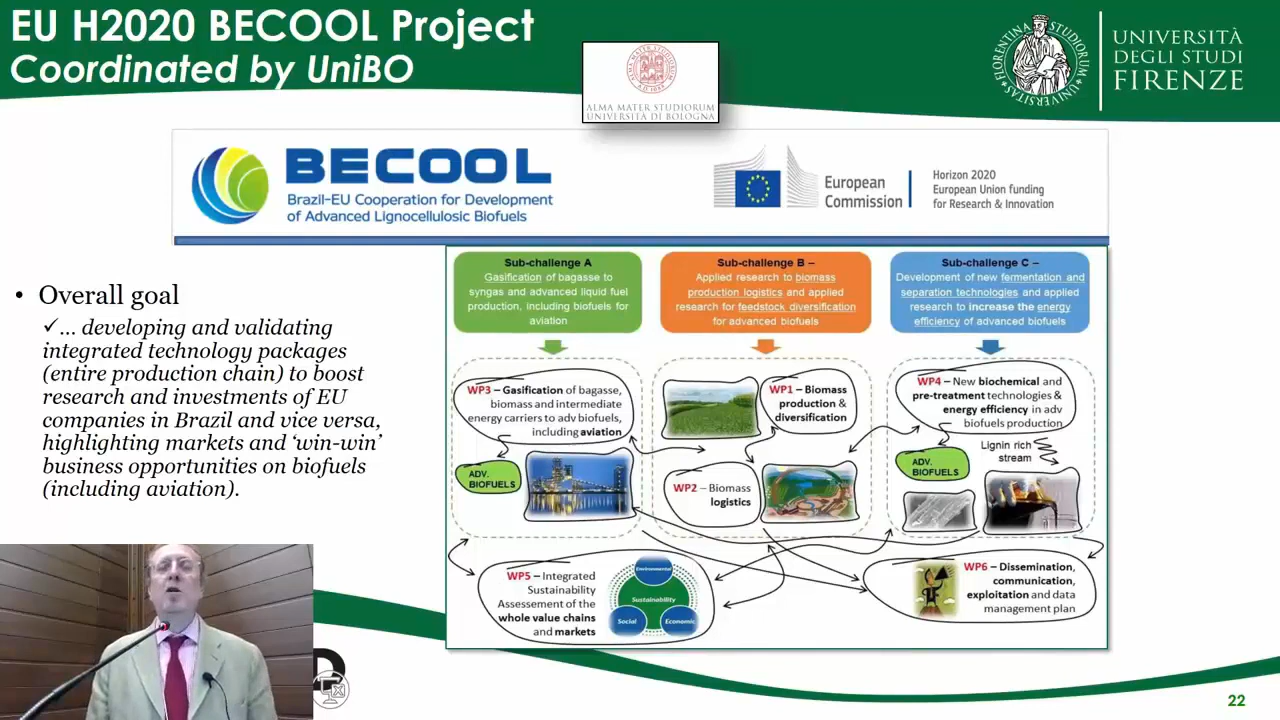 EU H2020 BECOOL Project
Coordinated by UniBO
ALMA MATER STUDIORUM
UNIVERSITÀ DI BOLOGNA
FLORENTINA STUDIORUM UNIVERSITAS
UNIVERSITÀ
DEGLI STUDI
FIRENZE
BECOOL
Brazil-EU Cooperation for Development
of Advanced Lignocellulosic Biofuels
European
Commission
Horizon 2020
European Union funding
for Research & Innovation
• Overall goal
✓... developing and validating
integrated technology packages
(entire production chain) to boost
research and investments of EU
companies in Brazil and vice versa,
highlighting markets and ‘win-win’
business opportunities on biofuels
(including aviation).
Sub-challenge A
Gasification of bagasse to
syngas and advanced liquid fuel
production, including biofuels for
aviation
Sub-challenge B –
Applied research to biomass
production logistics and applied
research for feedstock diversification
for advanced biofuels
Sub-challenge C –
Development of new fermentation and
separation technologies and applied
research to increase the energy
efficiency of advanced biofuels
WP3 – Gasification of bagasse,
biomass and intermediate
energy carriers to adv biofuels,
including aviation
ADV.
BIOFUELS
WP1 – Biomass
production &
diversification
WP2 – Biomass
logistics
WP4 – New biochemical and
pre-treatment technologies &
energy efficiency in adv
biofuels production
Lignin rich
stream
ADV.
BIOFUELS
WP5 – Integrated
Sustainability
Assessment of the
whole value chains
and markets
Environmental
Sustainability
Social
Economic
WP6 – Dissemination,
communication,
exploitation and data
management plan
22